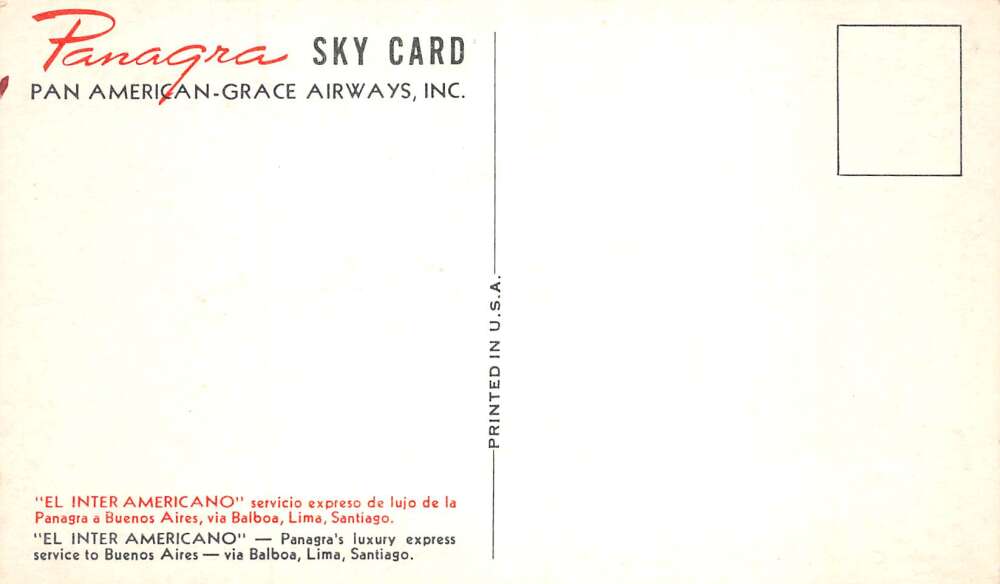 Panagra SKY CARD
PAN AMERICAN-GRACE AIRWAYS, INC.
PRINTED IN U.S.A.
"EL INTER AMERICANO" servicio expreso de lujo de la
Panagra a Buenos Aires, via Balboa, Lima, Santiago.
"EL INTER AMERICANO" — Panagra's luxury express
service to Buenos Aires — via Balboa, Lima, Santiago.